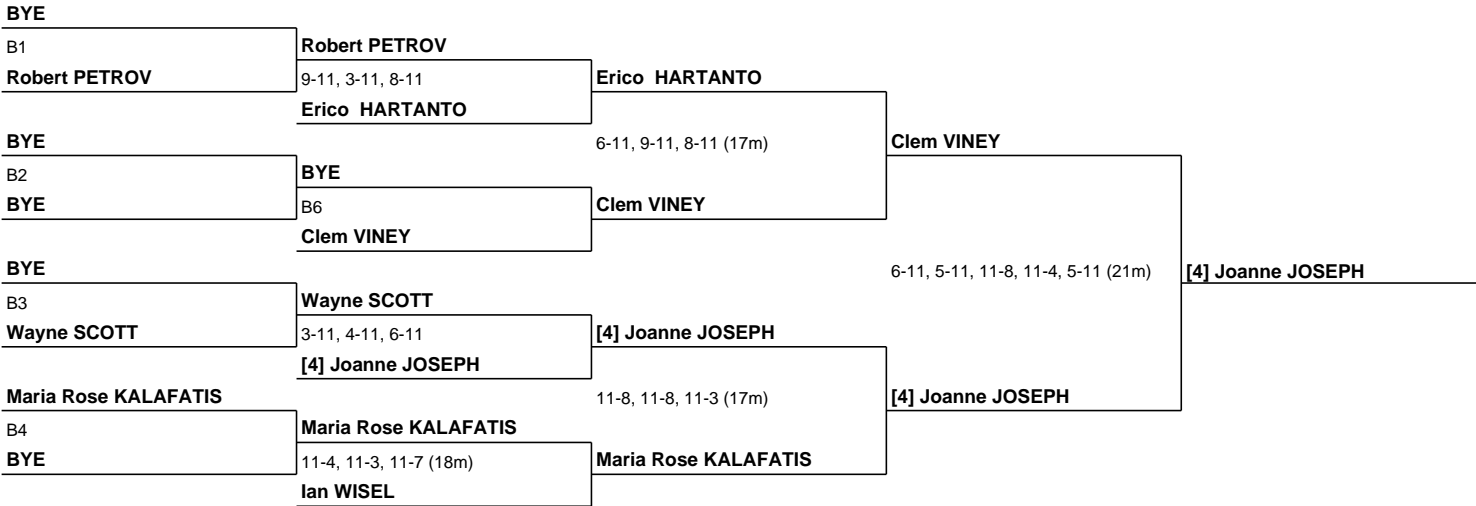 BYE
B1
Robert PETROV
Robert PETROV
9-11, 3-11, 8-11
Erico HARTANTO
Erico HARTANTO
BYE
B2
BYE
BYE
B6
Clem VINEY
6-11, 9-11, 8-11 (17m)
Clem VINEY
Clem VINEY
BYE
B3
Wayne SCOTT
Wayne SCOTT
3-11, 4-11, 6-11
[4] Joanne JOSEPH
[4] Joanne JOSEPH
Maria Rose KALAFATIS
B4
BYE
Maria Rose KALAFATIS
11-4, 11-3, 11-7 (18m)
Ian WISEL
11-8, 11-8, 11-3 (17m)
Maria Rose KALAFATIS
[4] Joanne JOSEPH
6-11, 5-11, 11-8, 11-4, 5-11 (21m)
[4] Joanne JOSEPH